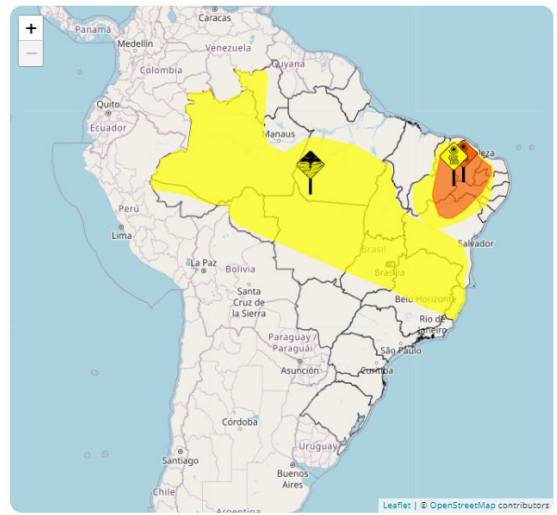 +
−
Caracas
Panamá
Medellín
Venezuela
Guyana
Colombia
Quito
Ecuador
Manaus
Perú
Lima
Brasil
Salvador
La Paz
Bolivia
Brasília
Santa
Cruz de
la Sierra
Belo Horizonte
Rio de
Janeiro
Paraguay /
Paraguái
São Paulo
Asunción
Curitiba
Córdoba
Uruguay
Santiago
Buenos
Aires
Chile
Argentina
Leaflet | © OpenStreetMap contributors